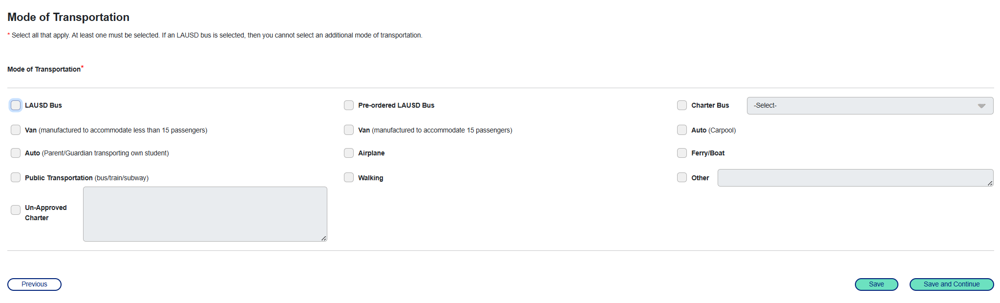 Mode of Transportation
* Select all that apply. At least one must be selected. If an LAUSD bus is selected, then you cannot select an additional mode of transportation.
Mode of Transportation*
LAUSD Bus
Pre-ordered LAUSD Bus
Charter Bus
-Select-
Van (manufactured to accommodate less than 15 passengers)
Van (manufactured to accommodate 15 passengers)
Auto (Carpool)
Auto (Parent/Guardian transporting own student)
Airplane
Ferry/Boat
Public Transportation (bus/train/subway)
Walking
Other
Un-Approved
Charter
Previous
Save
Save and Continue